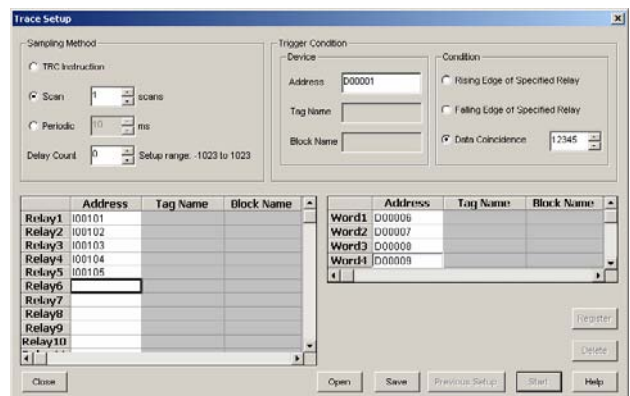 Trace Setup
Sampling Method
TRC Instruction
Scan 1 scans
Periodic 10 ms
Delay Count 0 Setup range: -1023 to 1023
Trigger Condition
Device
Address D00001
Tag Name
Block Name
Condition
Rising Edge of Specified Relay
Falling Edge of Specified Relay
Data Coincidence 12345
Address Tag Name Block Name
Relay1 I00101
Relay2 I00102
Relay3 I00103
Relay4 I00104
Relay5 I00105
Relay6
Relay7
Relay8
Relay9
Relay10
Address Tag Name Block Name
Word1 D00006
Word2 D00007
Word3 D00008
Word4 D00009
Register
Delete
Close Open Save Previous Setup Start Help